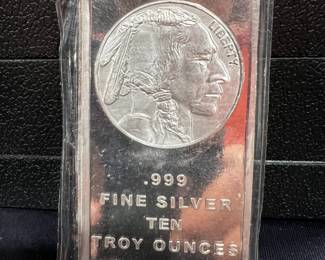 LIBERTY
.999
FINE SILVER
TEN
TROY OUNCES